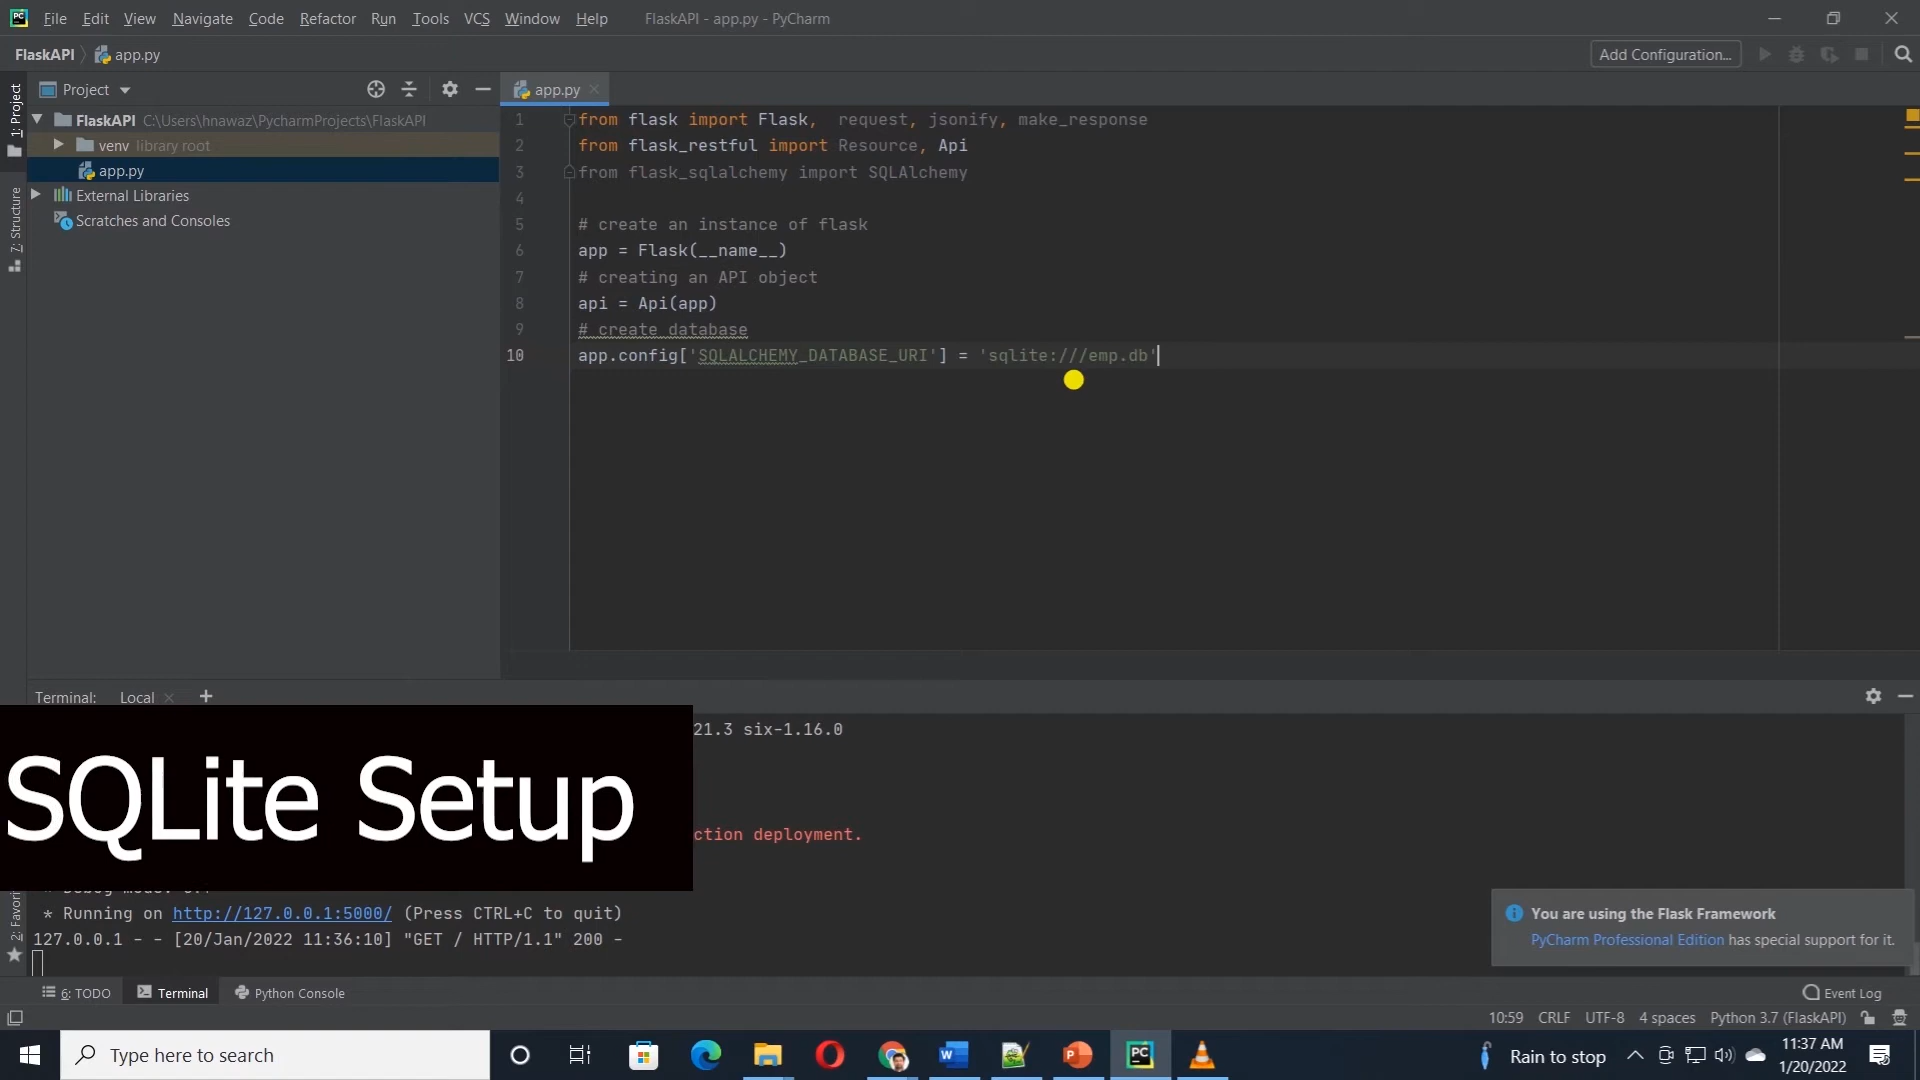 File Edit View Navigate Code Refactor Run Tools VCS Window Help FlaskAPI - app.py - PyCharm
FlaskAPI app.py Add Configuration...
Project app.py
1: Project
7: Structure
FlaskAPI C:\Users\hnawaz\PycharmProjects\FlaskAPI
venv library root
app.py
External Libraries
Scratches and Consoles
1 from flask import Flask,  request, jsonify, make_response
2 from flask_restful import Resource, Api
3 from flask_sqlalchemy import SQLAlchemy
4
5 # create an instance of flask
6 app = Flask(__name__)
7 # creating an API object
8 api = Api(app)
9 # create database
10 app.config['SQLALCHEMY_DATABASE_URI'] = 'sqlite:///emp.db'
Terminal: Local +
21.3 six-1.16.0
SQLite Setup
ction deployment.
* Running on http://127.0.0.1:5000/ (Press CTRL+C to quit)
127.0.0.1 - - [20/Jan/2022 11:36:10] "GET / HTTP/1.1" 200 -
You are using the Flask Framework
PyCharm Professional Edition has special support for it.
6: TODO Terminal Python Console Event Log
10:59 CRLF UTF-8 4 spaces Python 3.7 (FlaskAPI)
Type here to search
Rain to stop
11:37 AM
1/20/2022